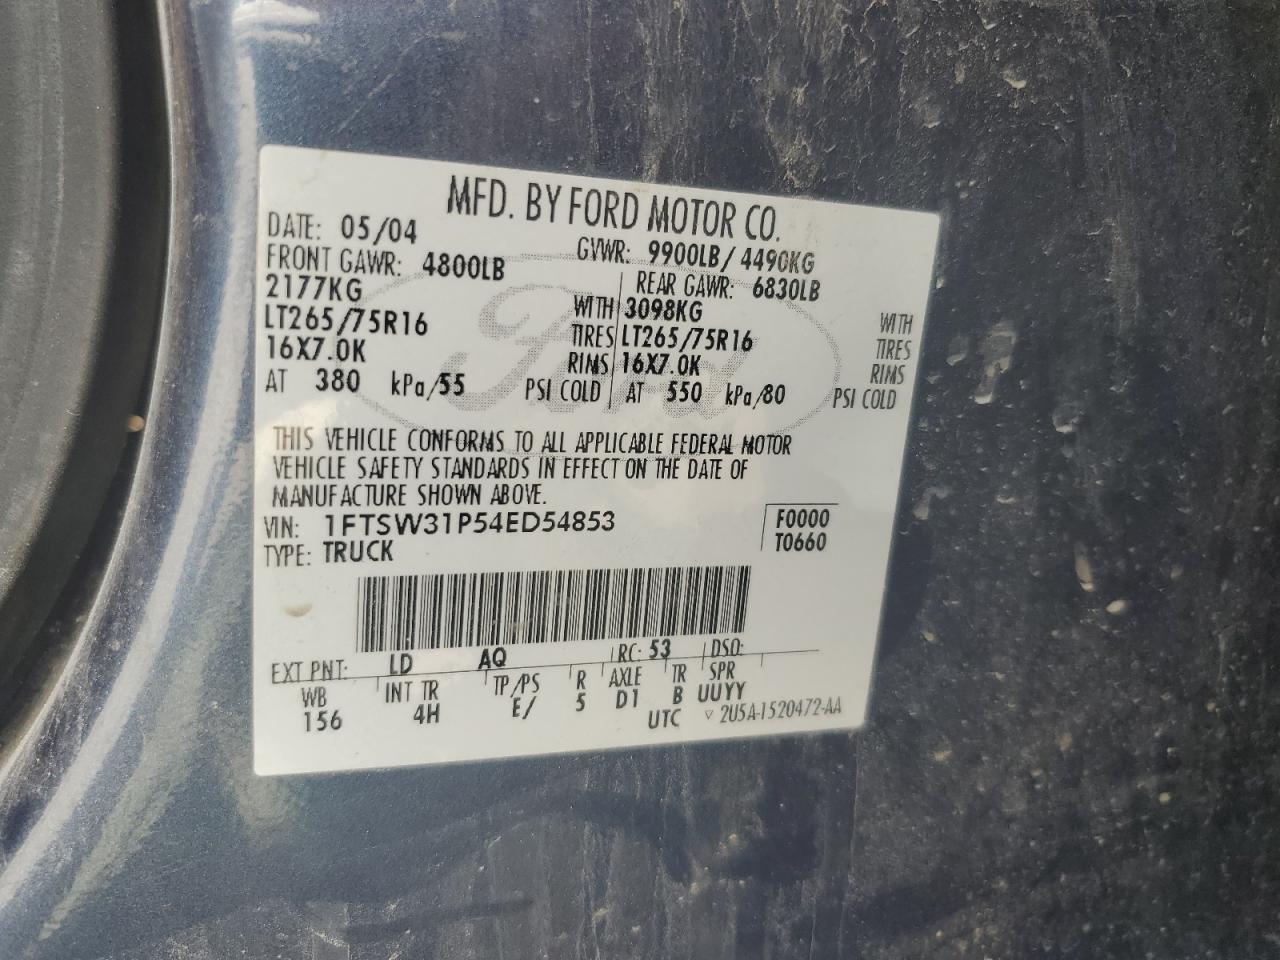 MFD. BY FORD MOTOR CO.
DATE: 05/04 GVWR: 9900LB/ 4490KG
FRONT GAWR: 4800LB REAR GAWR: 6830LB
2177KG WITH 3098KG WITH
LT265/75R16 TIRES LT265/75R16 TIRES
16X7.0K RIMS 16X7.0K RIMS
AT 380 kPa/55 PSI COLD AT 550 kPa/80 PSI COLD
Ford
THIS VEHICLE CONFORMS TO ALL APPLICABLE FEDERAL MOTOR
VEHICLE SAFETY STANDARDS IN EFFECT ON THE DATE OF
MANUFACTURE SHOWN ABOVE.
VIN: 1FTSW31P54ED54853 F0000
TYPE: TRUCK T0660
EXT PNT: LD AQ RC: 53 DSO:
WB INT TR TP/PS R AXLE TR SPR
156 4H E/ 5 D1 B UUYY
UTC ▽ 2U5A-1520472-AA